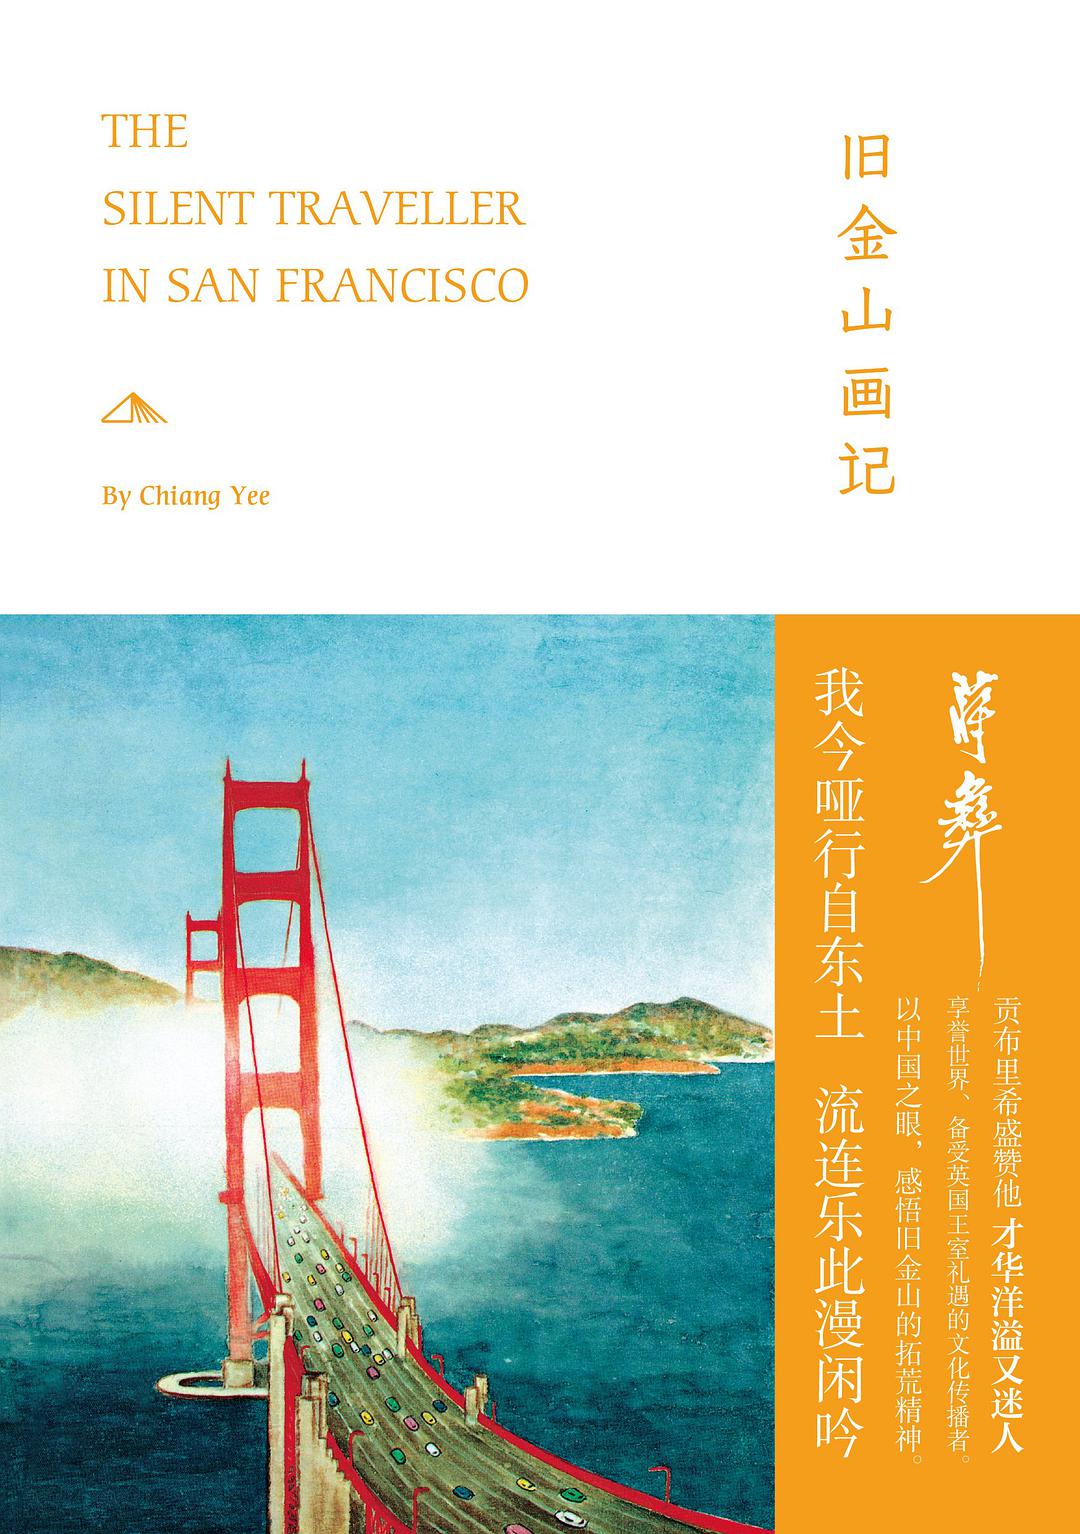 THE
SILENT TRAVELLER
IN SAN FRANCISCO
By Chiang Yee
旧金山画记
蒋彝
贡布里希盛赞他 才华洋溢又迷人
享誉世界、备受英国王室礼遇的文化传播者。
以中国之眼，感悟旧金山的拓荒精神。
我今哑行自东土 流连乐此漫闲吟